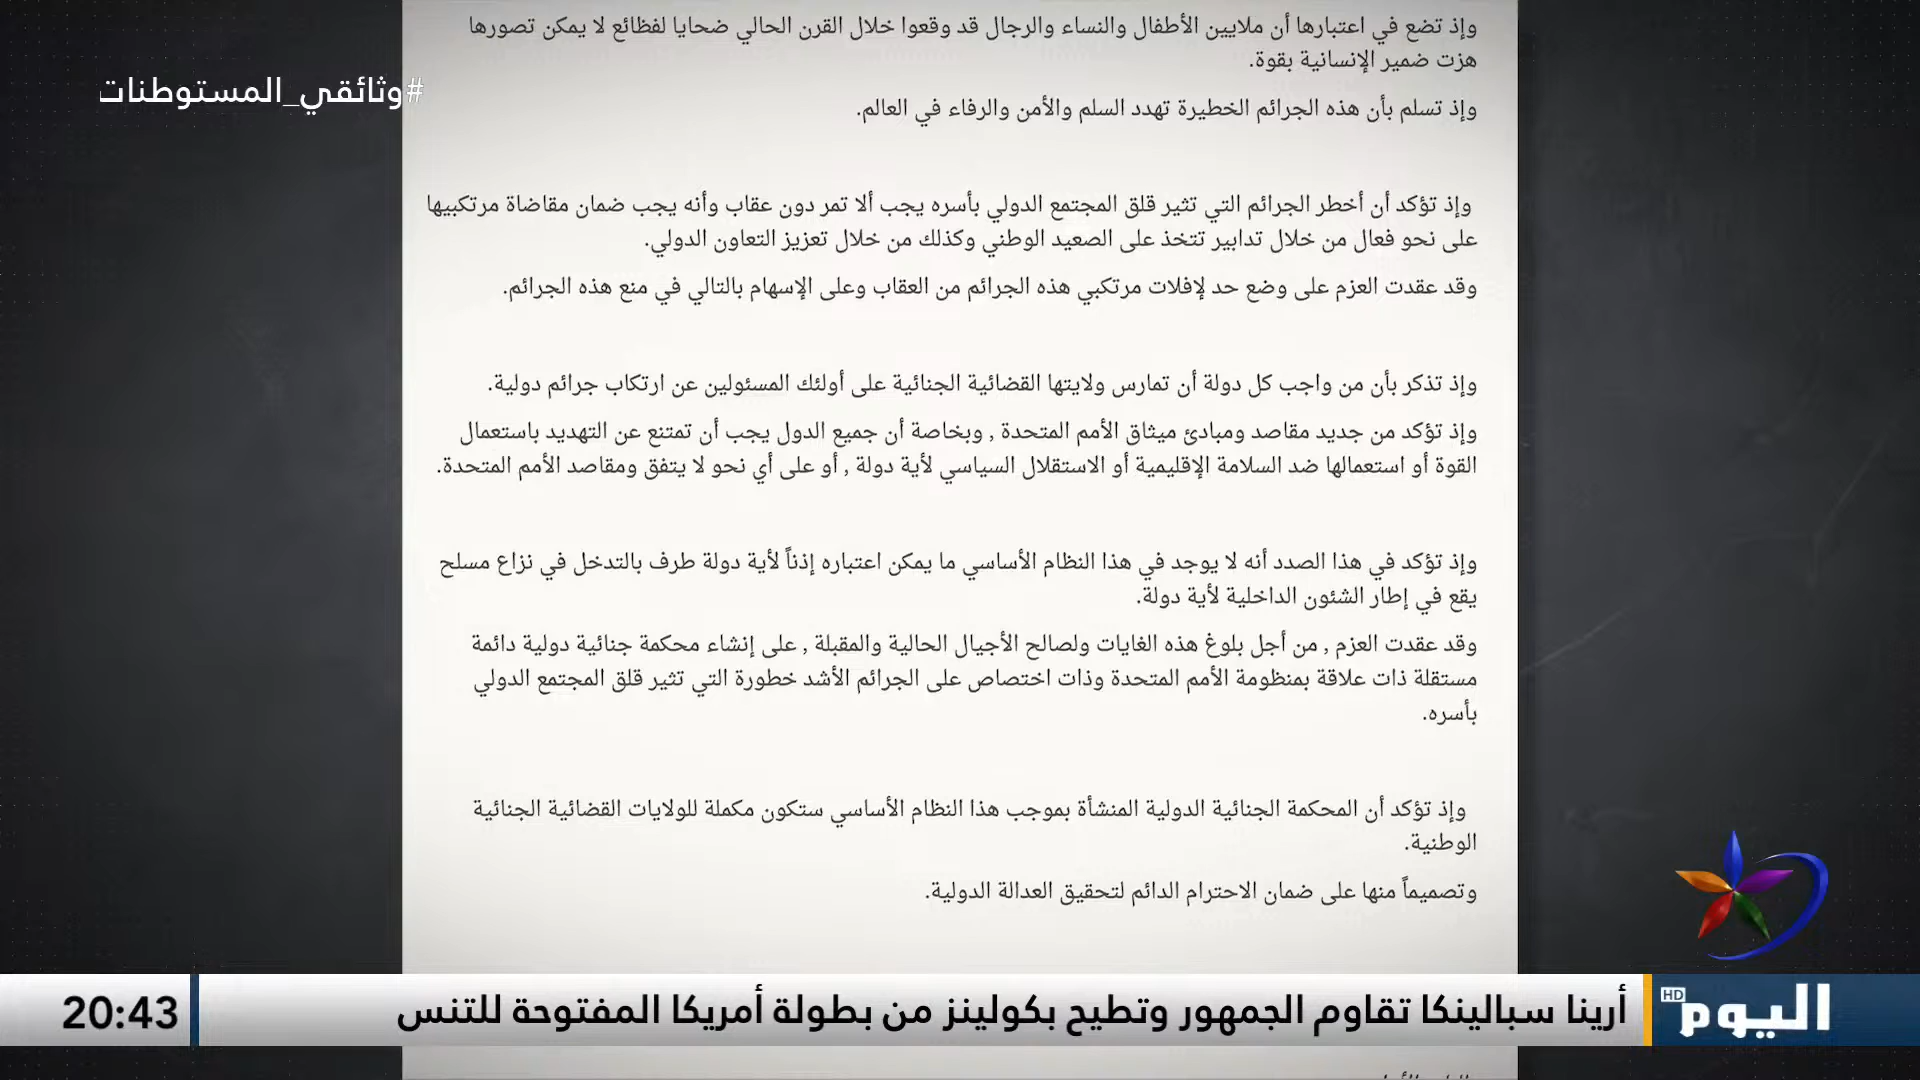 وإذ تضع في اعتبارها أن ملايين الأطفال والنساء والرجال قد وقعوا خلال القرن الحالي ضحايا لفظائع لا يمكن تصورها
هزت ضمير الإنسانية بقوة.
#وثائقي_المستوطنات
وإذ تسلم بأن هذه الجرائم الخطيرة تهدد السلم والأمن والرفاء في العالم.
وإذ تؤكد أن أخطر الجرائم التي تثير قلق المجتمع الدولي بأسره يجب ألا تمر دون عقاب وأنه يجب ضمان مقاضاة مرتكبيها
على نحو فعال من خلال تدابير تتخذ على الصعيد الوطني وكذلك من خلال تعزيز التعاون الدولي.
وقد عقدت العزم على وضع حد لإفلات مرتكبي هذه الجرائم من العقاب وعلى الإسهام بالتالي في منع هذه الجرائم.
وإذ تذكر بأن من واجب كل دولة أن تمارس ولايتها القضائية الجنائية على أولئك المسئولين عن ارتكاب جرائم دولية.
وإذ تؤكد من جديد مقاصد ومبادئ ميثاق الأمم المتحدة , وبخاصة أن جميع الدول يجب أن تمتنع عن التهديد باستعمال
القوة أو استعمالها ضد السلامة الإقليمية أو الاستقلال السياسي لأية دولة , أو على أي نحو لا يتفق ومقاصد الأمم المتحدة.
وإذ تؤكد في هذا الصدد أنه لا يوجد في هذا النظام الأساسي ما يمكن اعتباره إذناً لأية دولة طرف بالتدخل في نزاع مسلح
يقع في إطار الشئون الداخلية لأية دولة.
وقد عقدت العزم , من أجل بلوغ هذه الغايات ولصالح الأجيال الحالية والمقبلة , على إنشاء محكمة جنائية دولية دائمة
مستقلة ذات علاقة بمنظومة الأمم المتحدة وذات اختصاص على الجرائم الأشد خطورة التي تثير قلق المجتمع الدولي
بأسره.
وإذ تؤكد أن المحكمة الجنائية الدولية المنشأة بموجب هذا النظام الأساسي ستكون مكملة للولايات القضائية الجنائية
الوطنية.
وتصميماً منها على ضمان الاحترام الدائم لتحقيق العدالة الدولية.
اليوم HD
أرينا سبالينكا تقاوم الجمهور وتطيح بكولينز من بطولة أمريكا المفتوحة للتنس
20:43